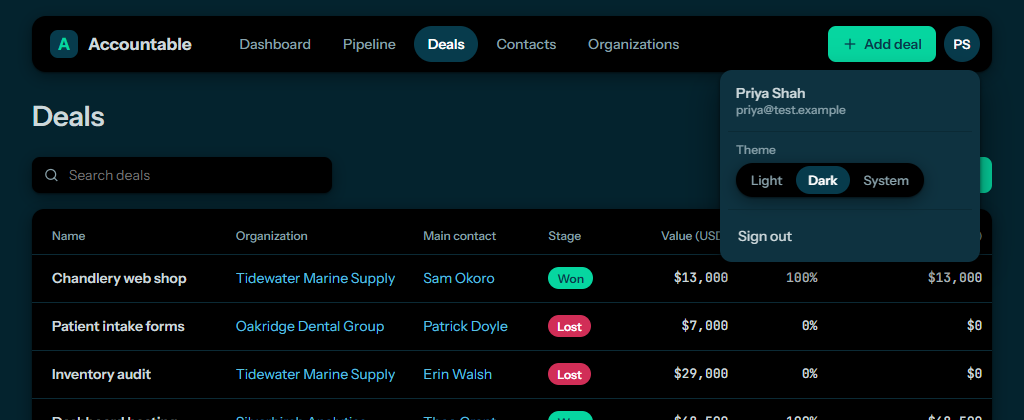 A Accountable Dashboard Pipeline Deals Contacts Organizations + Add deal PS
Priya Shah
priya@test.example
Deals
Theme
Search deals
Light Dark System
Sign out
Name Organization Main contact Stage Value (USD
Chandlery web shop Tidewater Marine Supply Sam Okoro Won $13,000 100% $13,000
Patient intake forms Oakridge Dental Group Patrick Doyle Lost $7,000 0% $0
Inventory audit Tidewater Marine Supply Erin Walsh Lost $29,000 0% $0